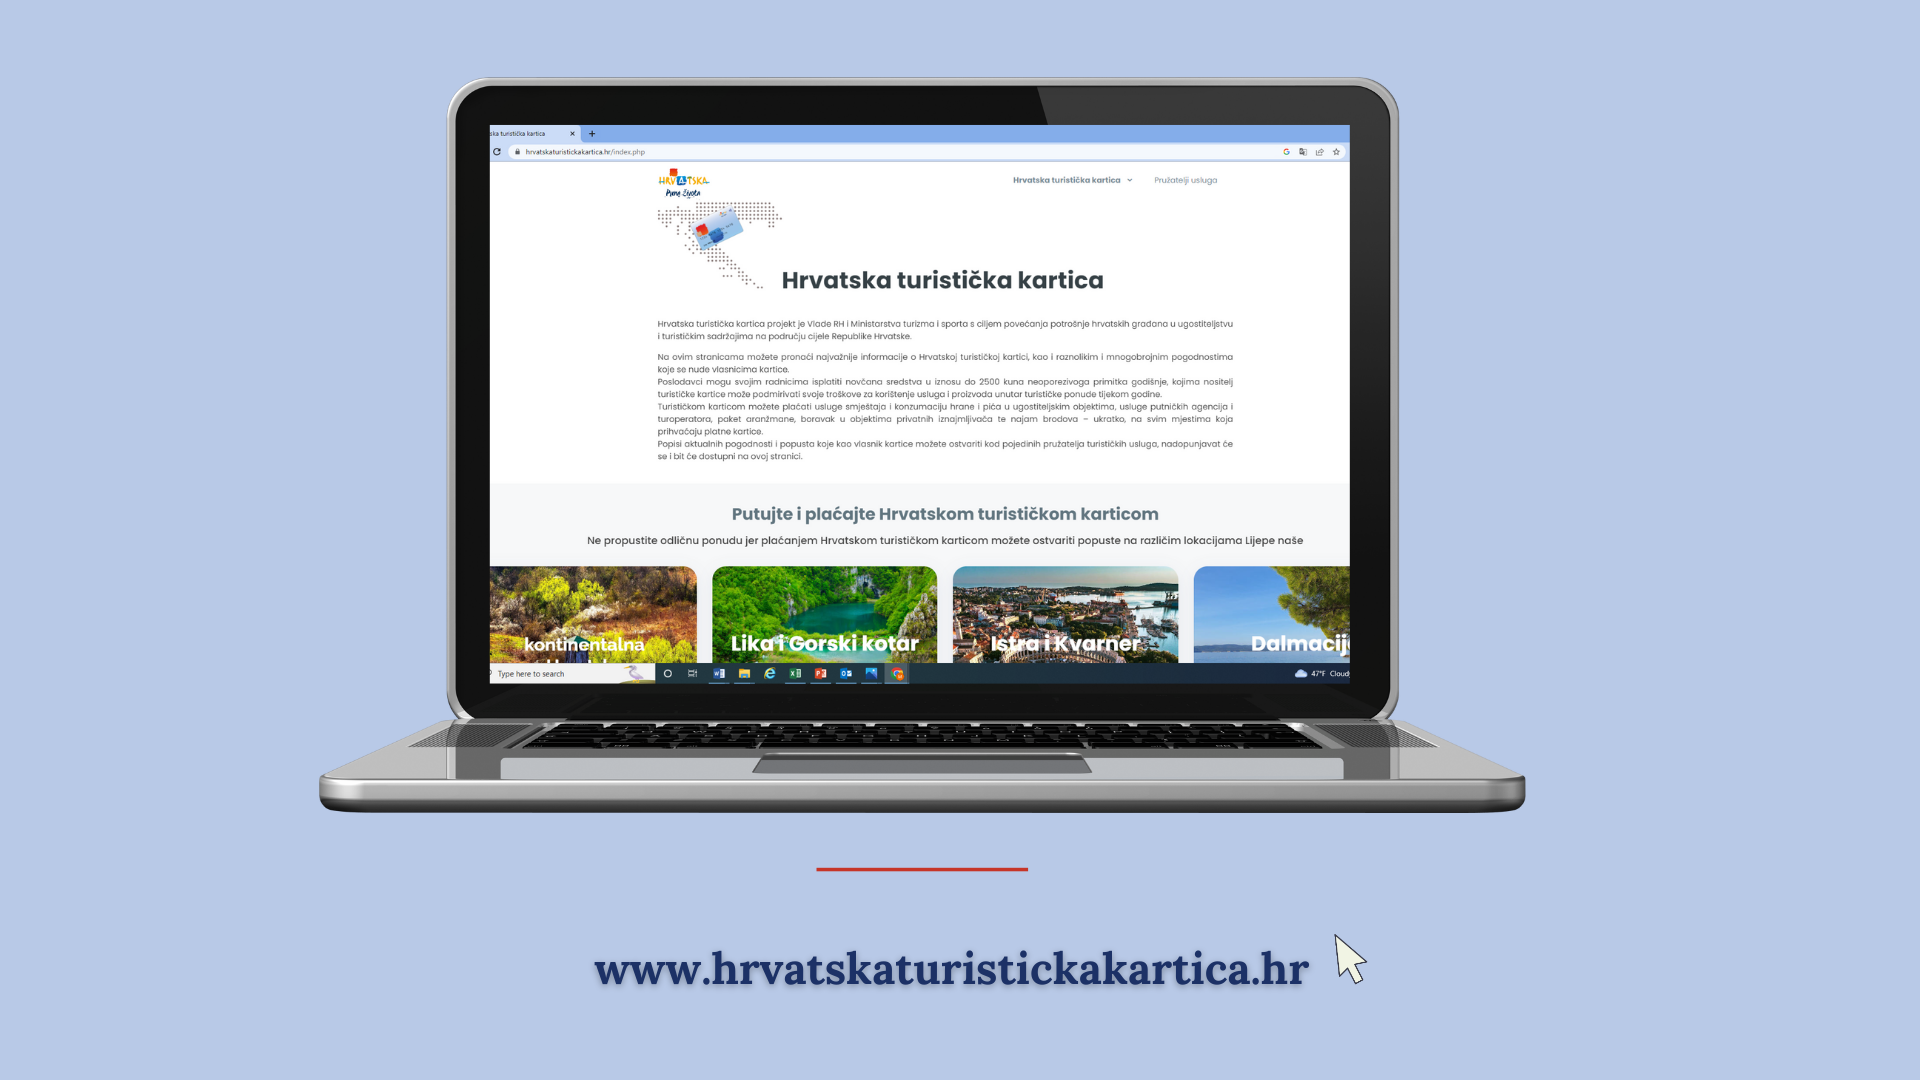 ska turistička kartica
hrvatskaturistickakartica.hr/index.php
HRVATSKA
Puna života
Hrvatska turistička kartica
Pružatelji usluga
Hrvatska turistička kartica
Hrvatska turistička kartica projekt je Vlade RH i Ministarstva turizma i sporta s ciljem povećanja potrošnje hrvatskih građana u ugostiteljstvu
i turističkim sadržajima na području cijele Republike Hrvatske.
Na ovim stranicama možete pronaći najvažnije informacije o Hrvatskoj turističkoj kartici, kao i raznolikim i mnogobrojnim pogodnostima
koje se nude vlasnicima kartice.
Poslodavci mogu svojim radnicima isplatiti novčana sredstva u iznosu do 2500 kuna neoporezivoga primitka godišnje, kojima nositelj
turističke kartice može podmirivati svoje troškove za korištenje usluga i proizvoda unutar turističke ponude tijekom godine.
Turističkom karticom možete plaćati usluge smještaja i konzumaciju hrane i pića u ugostiteljskim objektima, usluge putničkih agencija i
turoperatora, paket aranžmane, boravak u objektima privatnih iznajmljivača te najam brodova – ukratko, na svim mjestima koja
prihvaćaju platne kartice.
Popisi aktualnih pogodnosti i popusta koje kao vlasnik kartice možete ostvariti kod pojedinih pružatelja turističkih usluga, nadopunjavat će
se i bit će dostupni na ovoj stranici.
Putujte i plaćajte Hrvatskom turističkom karticom
Ne propustite odličnu ponudu jer plaćanjem Hrvatskom turističkom karticom možete ostvariti popuste na različim lokacijama Lijepe naše
kontinentalna
Lika i Gorski kotar
Istra i Kvarner
Dalmacij
Type here to search
47°F Cloud
www.hrvatskaturistickakartica.hr